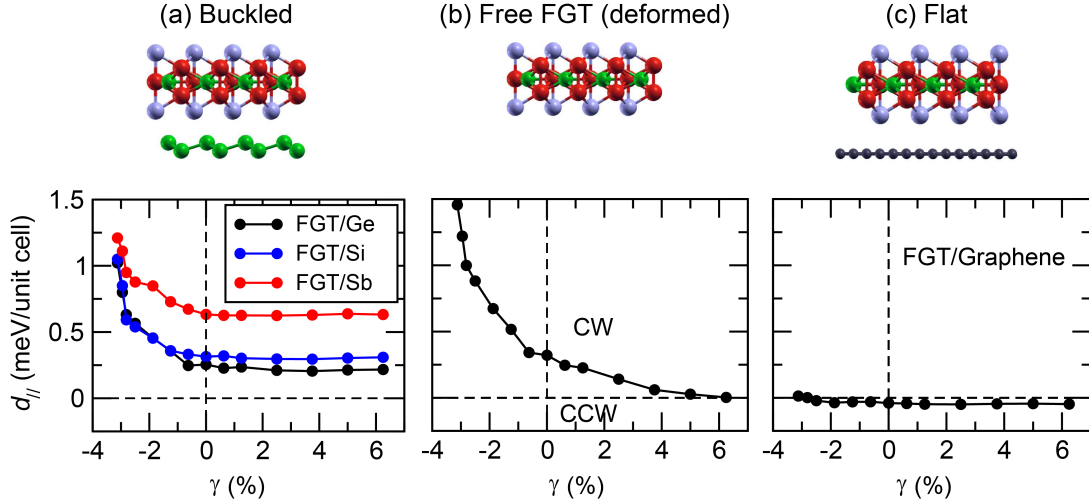 (a) Buckled
(b) Free FGT (deformed)
(c) Flat
d// (meV/unit cell)
1.5
1
0.5
0
FGT/Ge
FGT/Si
FGT/Sb
-4 -2 0 2 4 6
γ (%)
CW
CCW
-4 -2 0 2 4 6
γ (%)
FGT/Graphene
-4 -2 0 2 4 6
γ (%)